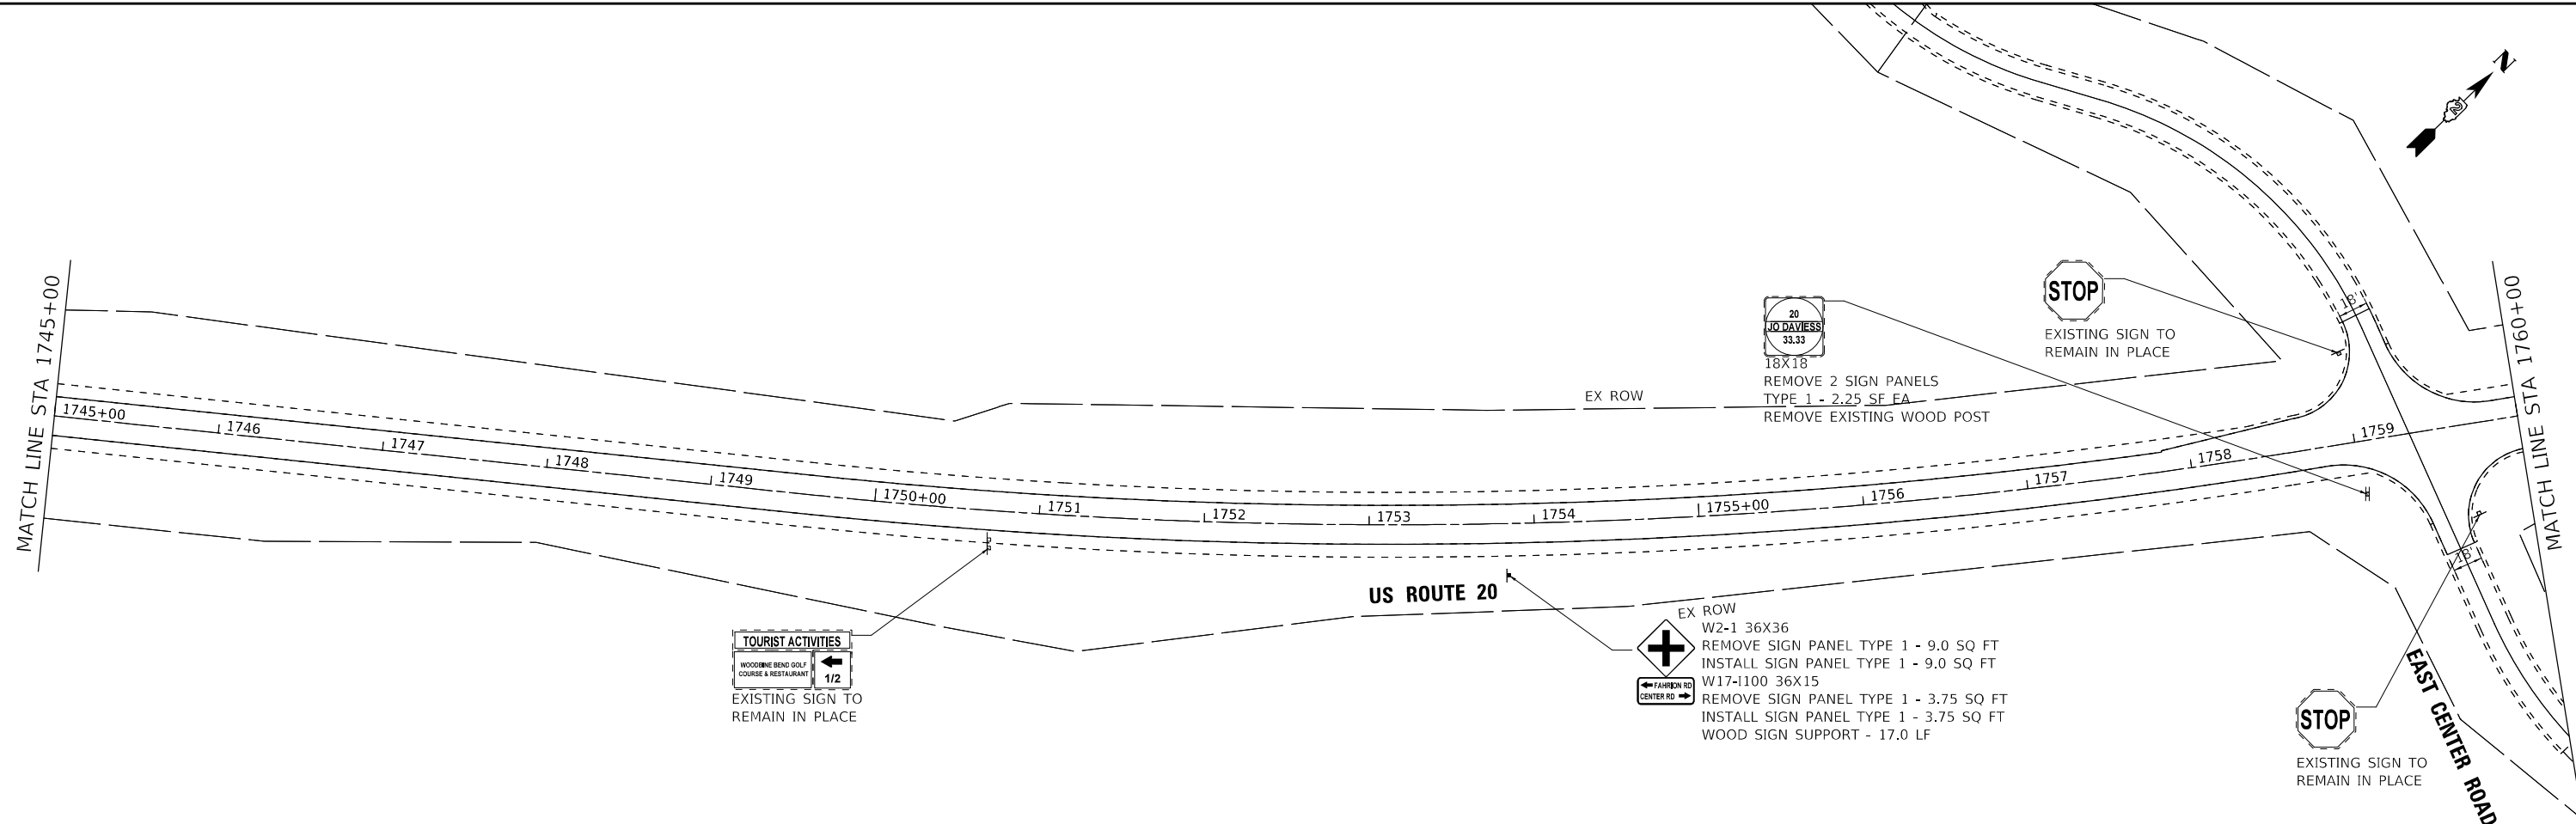 N
MATCH LINE STA 1745+00
1745+00
1746
1747
1748
1749
1750+00
1751
1752
1753
1754
1755+00
1756
1757
1758
1759
MATCH LINE STA 1760+00
EX ROW
20
JO DAVIESS
33.33
18X18
REMOVE 2 SIGN PANELS
TYPE 1 - 2.25 SF EA
REMOVE EXISTING WOOD POST
STOP
EXISTING SIGN TO
REMAIN IN PLACE
18'
18'
US ROUTE 20
TOURIST ACTIVITIES
WOODBINE BEND GOLF
COURSE & RESTAURANT
1/2
EXISTING SIGN TO
REMAIN IN PLACE
EX ROW
W2-1 36X36
REMOVE SIGN PANEL TYPE 1 - 9.0 SQ FT
INSTALL SIGN PANEL TYPE 1 - 9.0 SQ FT
FAHRION RD
CENTER RD
W17-I100 36X15
REMOVE SIGN PANEL TYPE 1 - 3.75 SQ FT
INSTALL SIGN PANEL TYPE 1 - 3.75 SQ FT
WOOD SIGN SUPPORT - 17.0 LF
STOP
EXISTING SIGN TO
REMAIN IN PLACE
EAST CENTER ROAD